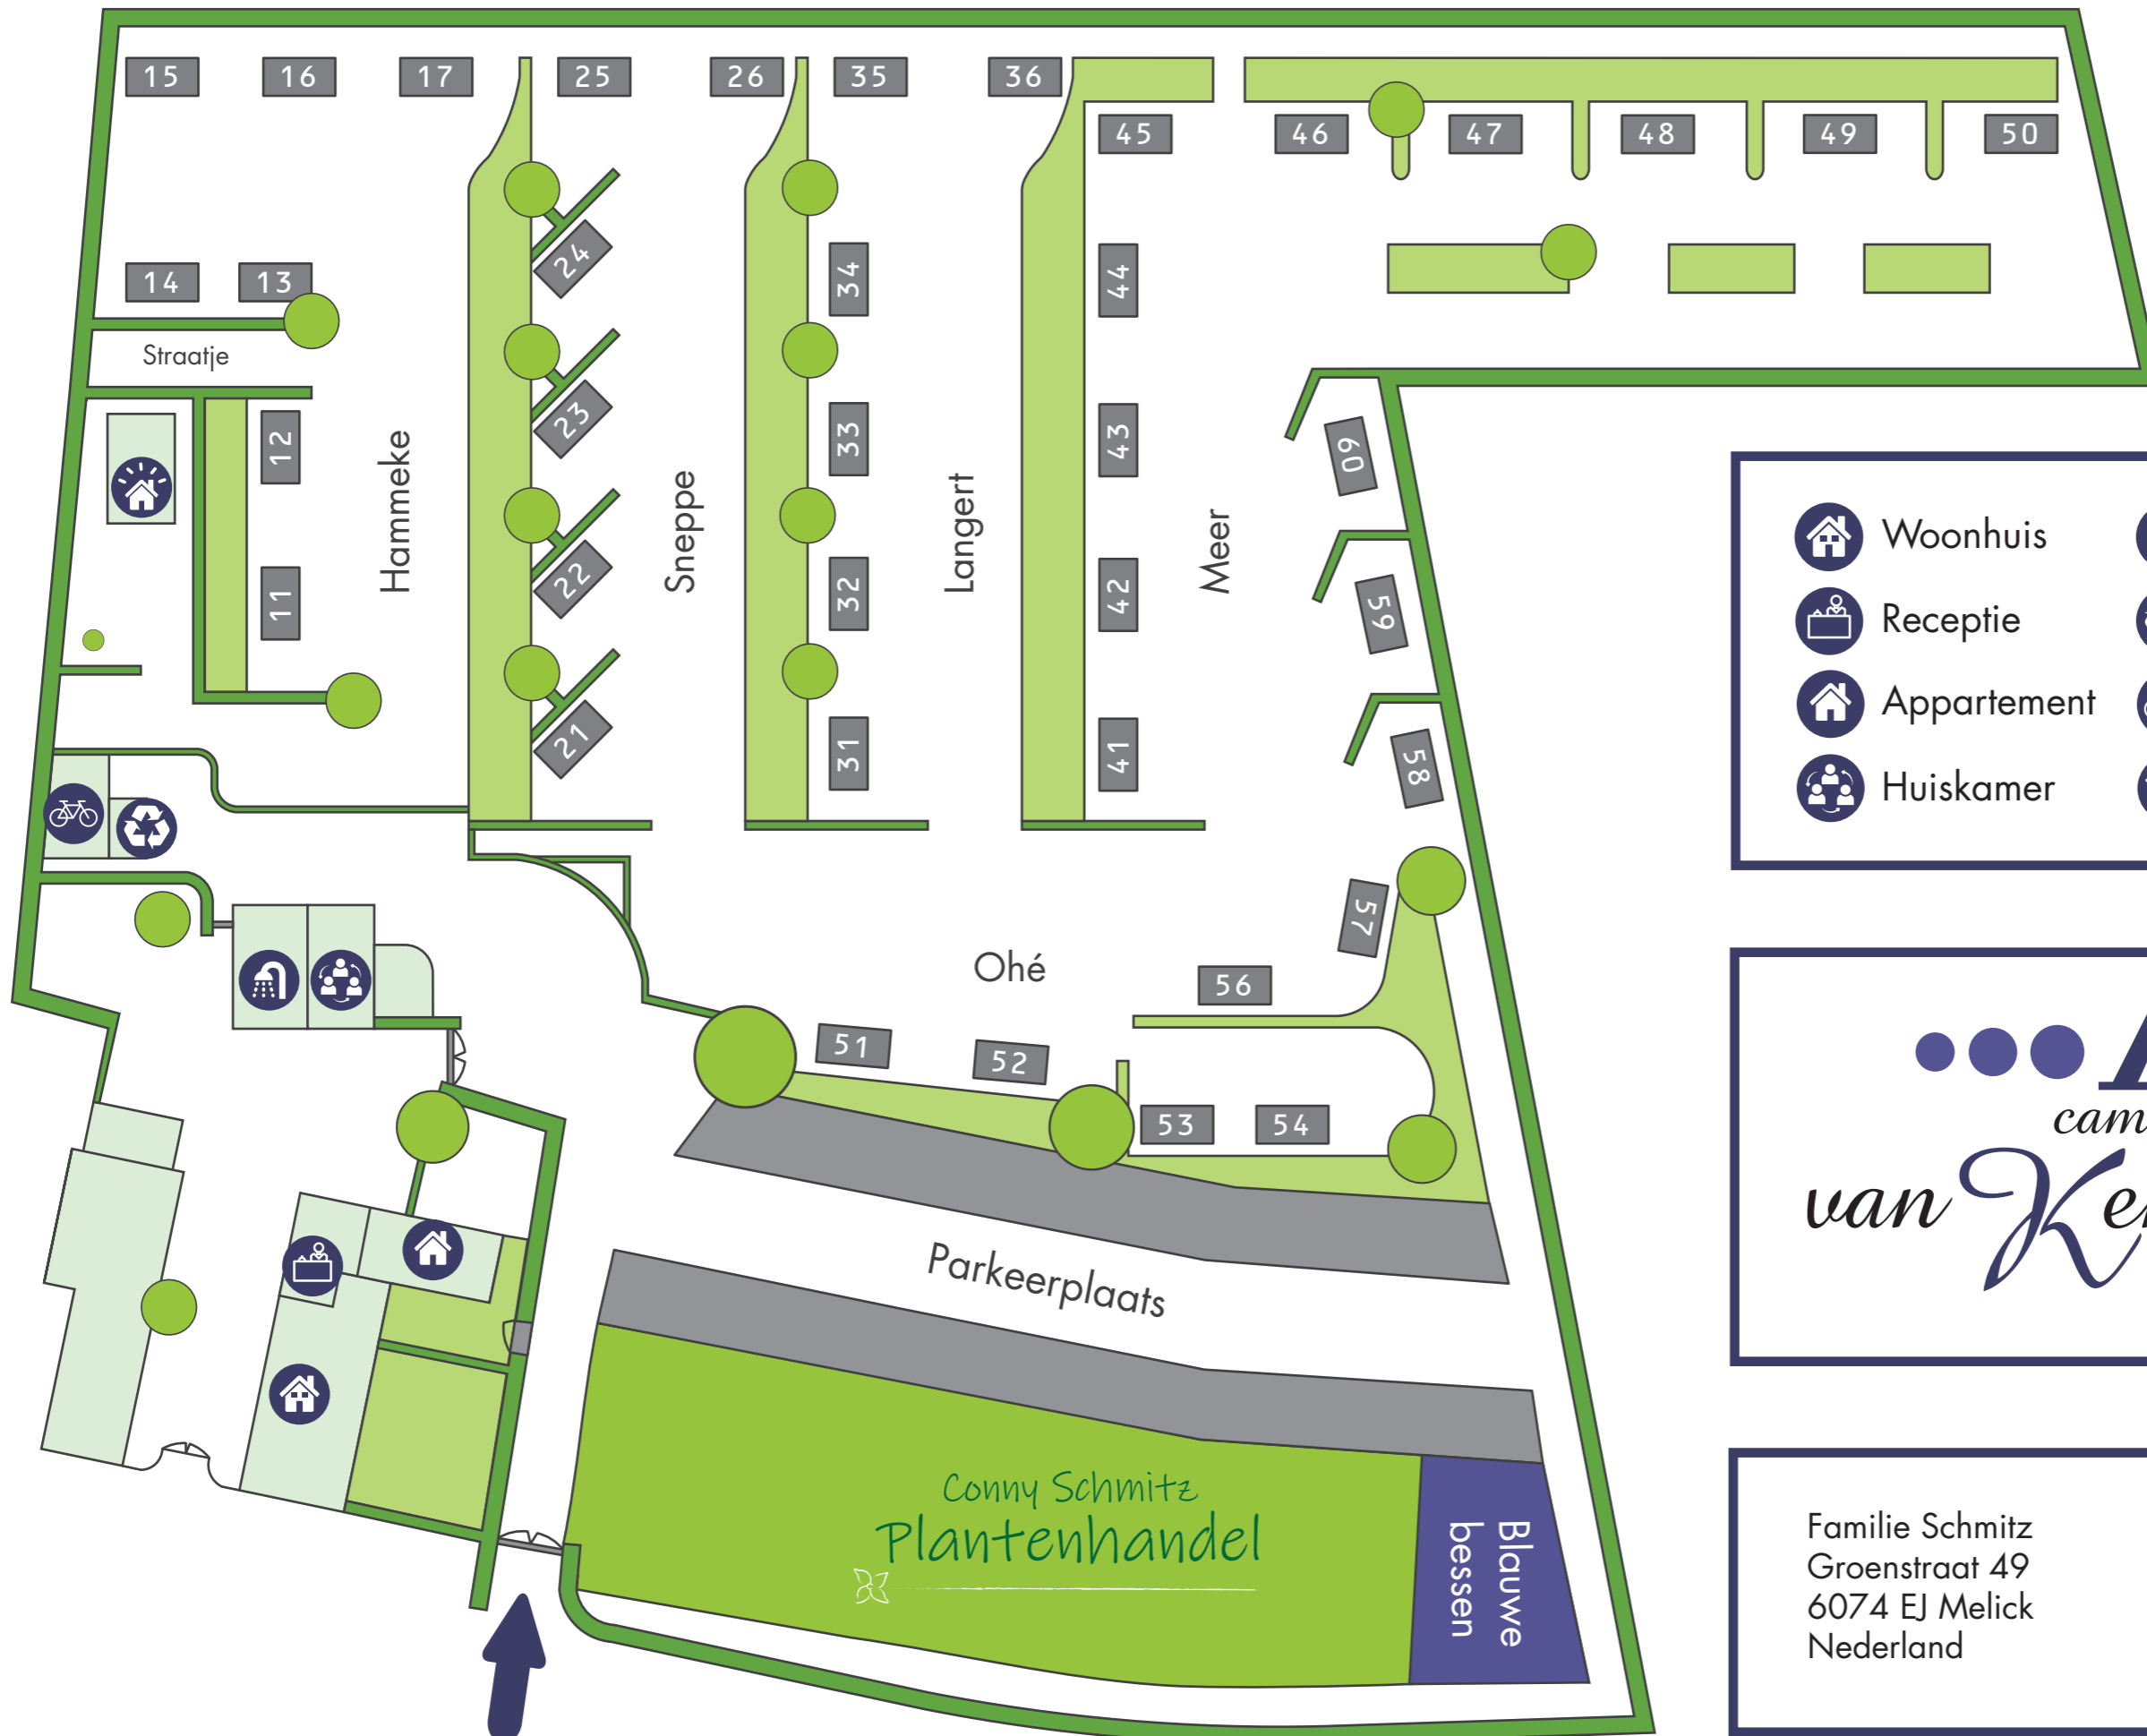 15 16 17 25 26 35 36
45 46 47 48 49 50
24 34 44
14 13
Straatje
23 33 43
12
60
Hammeke
Sneppe
Langert
Meer
22 32 42
11
59
21 31 41
58
57
Ohé
56
51 52
53 54
Parkeerplaats
Conny Schmitz
Plantenhandel
Blauwe
bessen
Woonhuis
Receptie
Appartement
Huiskamer
van
Familie Schmitz
Groenstraat 49
6074 EJ Melick
Nederland